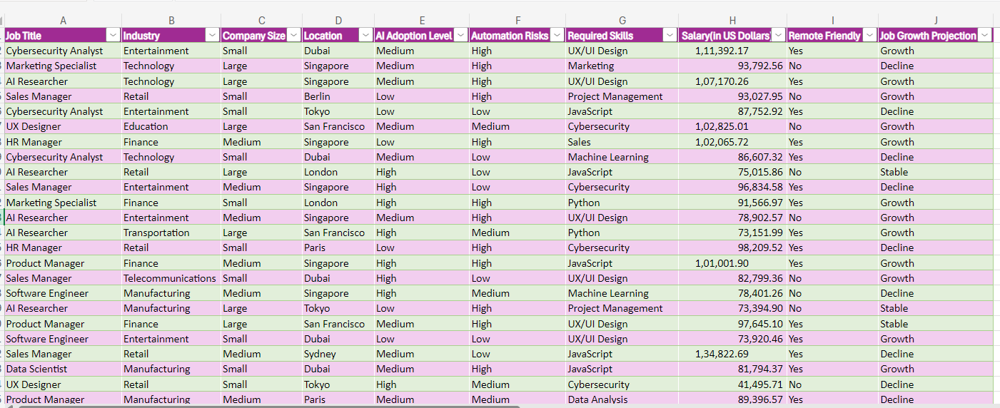 A B C D E F G H I J
Job Title Industry Company Size Location AI Adoption Level Automation Risks Required Skills Salary(in US Dollars) Remote Friendly Job Growth Projection
Cybersecurity Analyst Entertainment Small Dubai Medium High UX/UI Design 1,11,392.17 Yes Growth
Marketing Specialist Technology Large Singapore Medium High Marketing 93,792.56 No Decline
AI Researcher Technology Large Singapore Medium High UX/UI Design 1,07,170.26 Yes Growth
Sales Manager Retail Small Berlin Low High Project Management 93,027.95 No Growth
Cybersecurity Analyst Entertainment Small Tokyo Low Low JavaScript 87,752.92 Yes Decline
UX Designer Education Large San Francisco Medium Medium Cybersecurity 1,02,825.01 No Growth
HR Manager Finance Medium Singapore Low High Sales 1,02,065.72 Yes Growth
Cybersecurity Analyst Technology Small Dubai Medium Low Machine Learning 86,607.32 Yes Decline
AI Researcher Retail Large London High Low JavaScript 75,015.86 No Stable
Sales Manager Entertainment Medium Singapore High Low Cybersecurity 96,834.58 Yes Decline
Marketing Specialist Finance Small London High High Python 91,566.97 Yes Growth
AI Researcher Entertainment Medium Singapore Medium High UX/UI Design 78,902.57 No Growth
AI Researcher Transportation Large San Francisco High Medium Python 73,151.99 Yes Growth
HR Manager Retail Small Paris Low High Cybersecurity 98,209.52 Yes Decline
Product Manager Finance Medium Singapore High High JavaScript 1,01,001.90 Yes Growth
Sales Manager Telecommunications Small Dubai High Low UX/UI Design 82,799.36 No Growth
Software Engineer Manufacturing Medium Singapore High Medium Machine Learning 78,401.26 No Decline
AI Researcher Manufacturing Large Tokyo Low High Project Management 73,394.90 No Stable
Product Manager Finance Large San Francisco Medium High UX/UI Design 97,645.10 Yes Stable
Software Engineer Entertainment Small Dubai Low Low UX/UI Design 73,920.46 Yes Growth
Sales Manager Retail Medium Sydney Medium Low JavaScript 1,34,822.69 Yes Decline
Data Scientist Manufacturing Small Dubai Medium High JavaScript 81,794.37 Yes Growth
UX Designer Retail Small Tokyo High Medium Cybersecurity 41,495.71 No Decline
Product Manager Manufacturing Medium Paris Medium Medium Data Analysis 89,396.57 Yes Decline